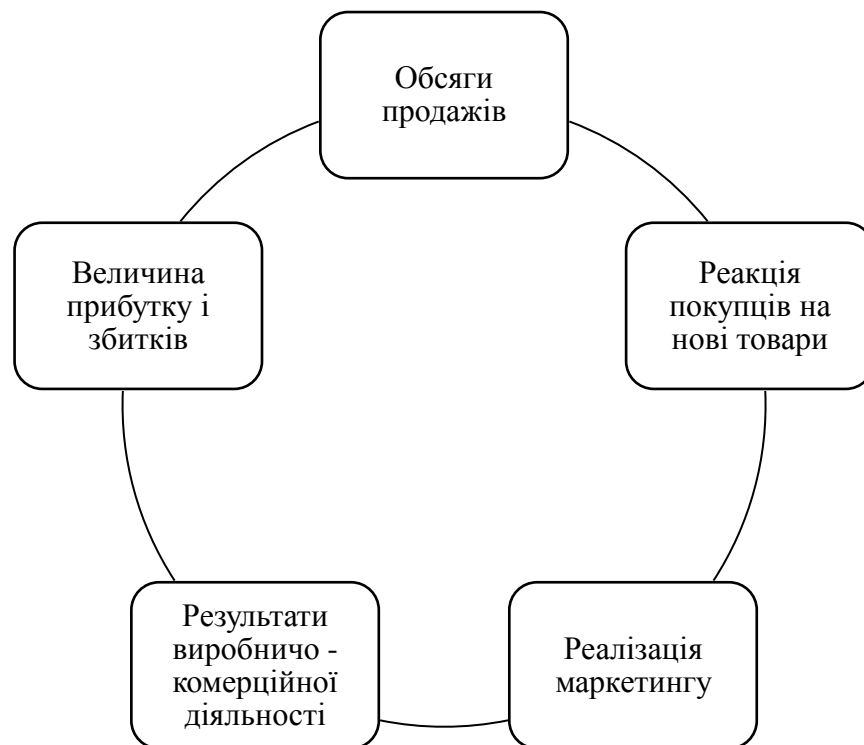 Обсяги
продажів
Реакція
покупців на
нові товари
Реалізація
маркетингу
Результати
виробничо -
комерційної
діяльності
Величина
прибутку і
збитків